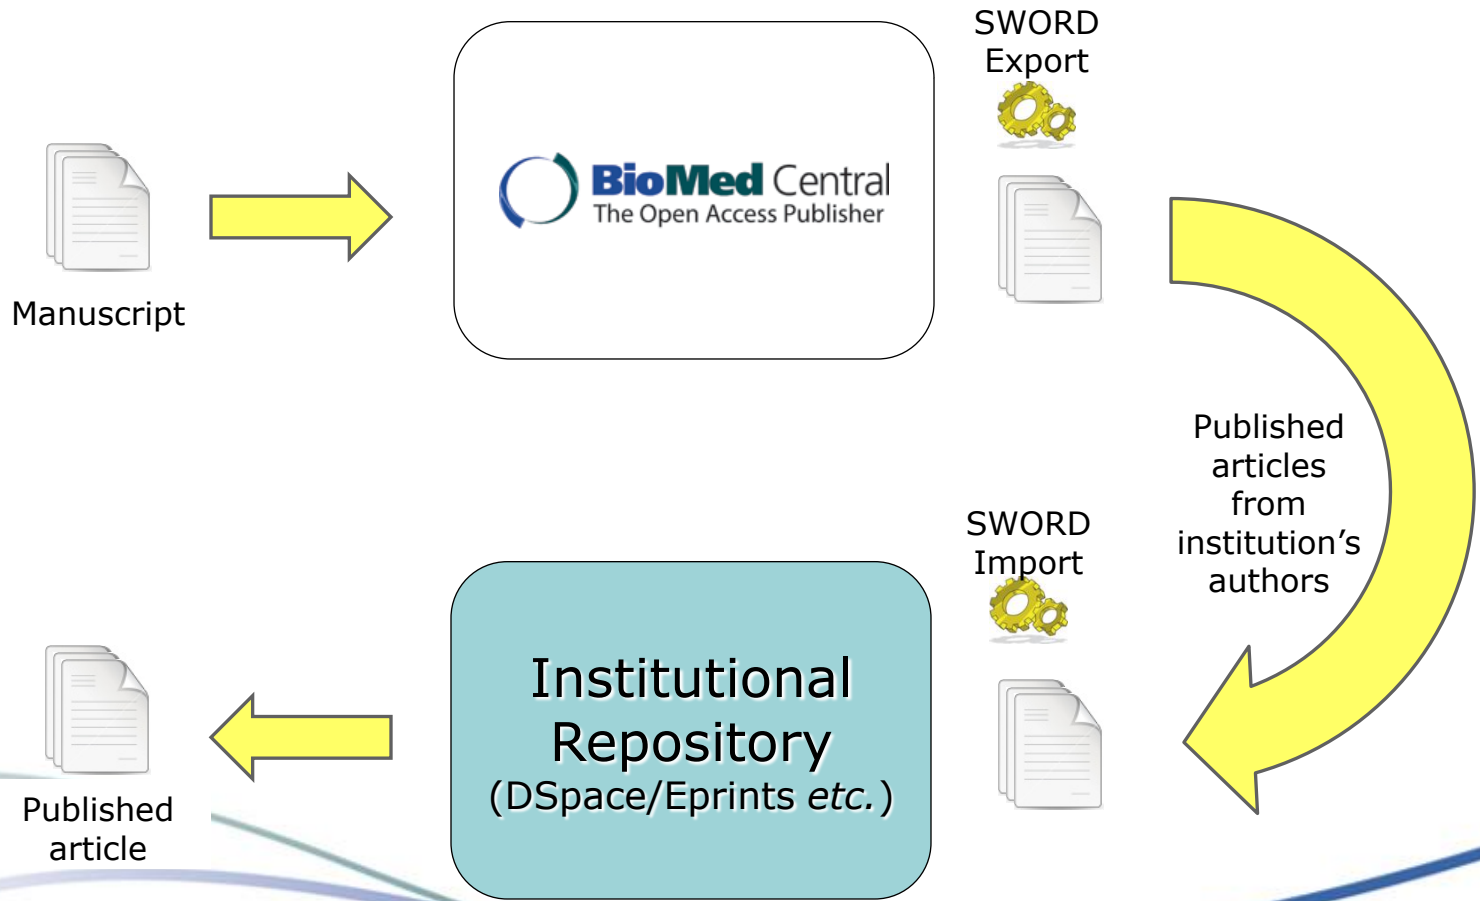 SWORD
Export
BioMed Central
The Open Access Publisher
Manuscript
Published
articles
from
institution’s
authors
SWORD
Import
Institutional
Repository
(DSpace/Eprints etc.)
Published
article